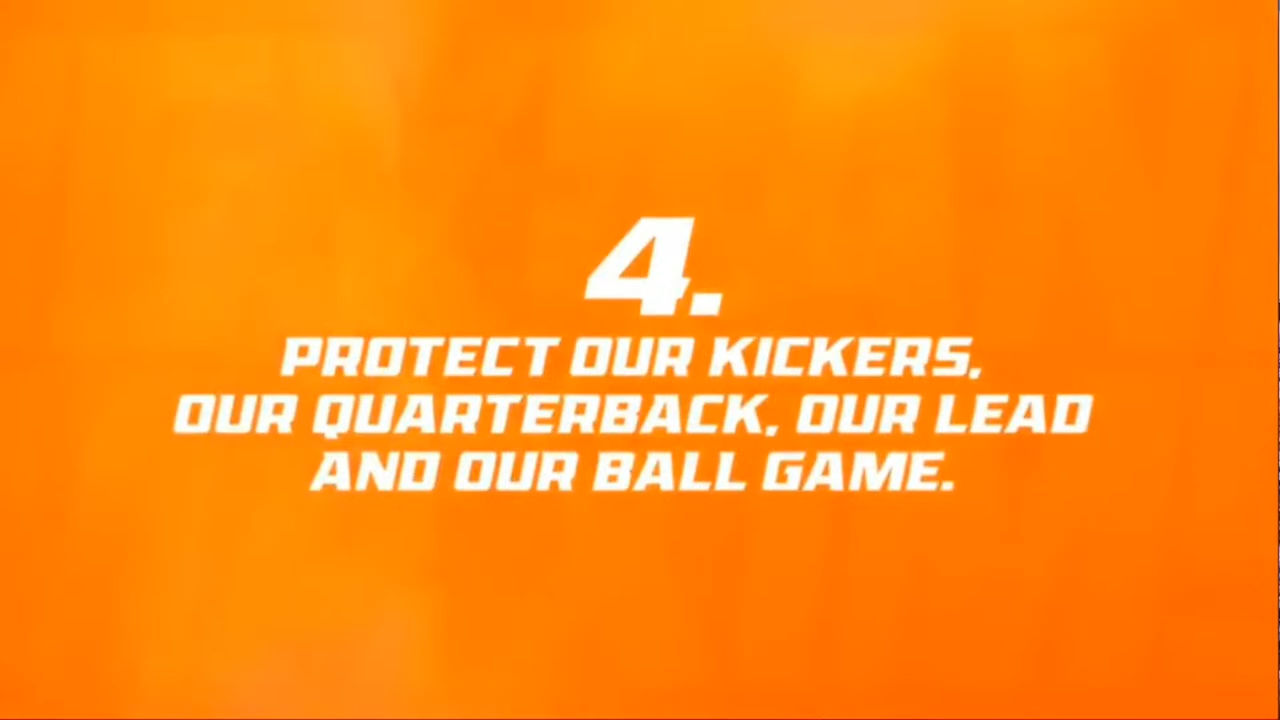 4.
PROTECT OUR KICKERS,
OUR QUARTERBACK, OUR LEAD
AND OUR BALL GAME.